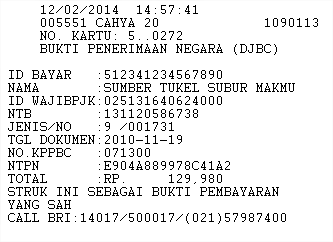 12/02/2014 14:57:41
005551 CAHYA 20 1090113
NO. KARTU: 5..0272
BUKTI PENERIMAAN NEGARA (DJBC)
ID BAYAR :512341234567890
NAMA :SUMBER TUKEL SUBUR MAKMU
ID WAJIBPJK:025131640624000
NTB :131120586738
JENIS/NO :9 /001731
TGL DOKUMEN:2010-11-19
NO.KPPBC :071300
NTPN :E904A889978C41A2
TOTAL :RP. 129,980
STRUK INI SEBAGAI BUKTI PEMBAYARAN
YANG SAH
CALL BRI:14017/500017/(021)57987400